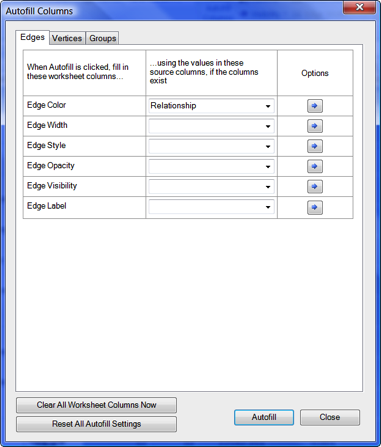 Autofill Columns
Edges Vertices Groups
When Autofill is clicked, fill in
these worksheet columns...
...using the values in these
source columns, if the columns
exist
Options
Edge Color Relationship
Edge Width
Edge Style
Edge Opacity
Edge Visibility
Edge Label
Clear All Worksheet Columns Now
Reset All Autofill Settings
Autofill Close